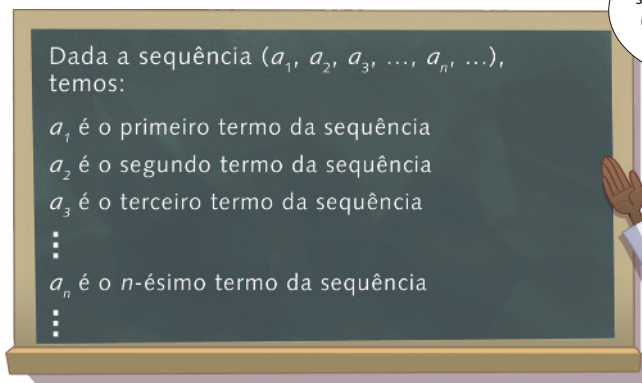 Dada a sequência (a₁, a₂, a₃, ..., aₙ, ...),
temos:
a₁ é o primeiro termo da sequência
a₂ é o segundo termo da sequência
a₃ é o terceiro termo da sequência
⋮
aₙ é o n-ésimo termo da sequência
⋮